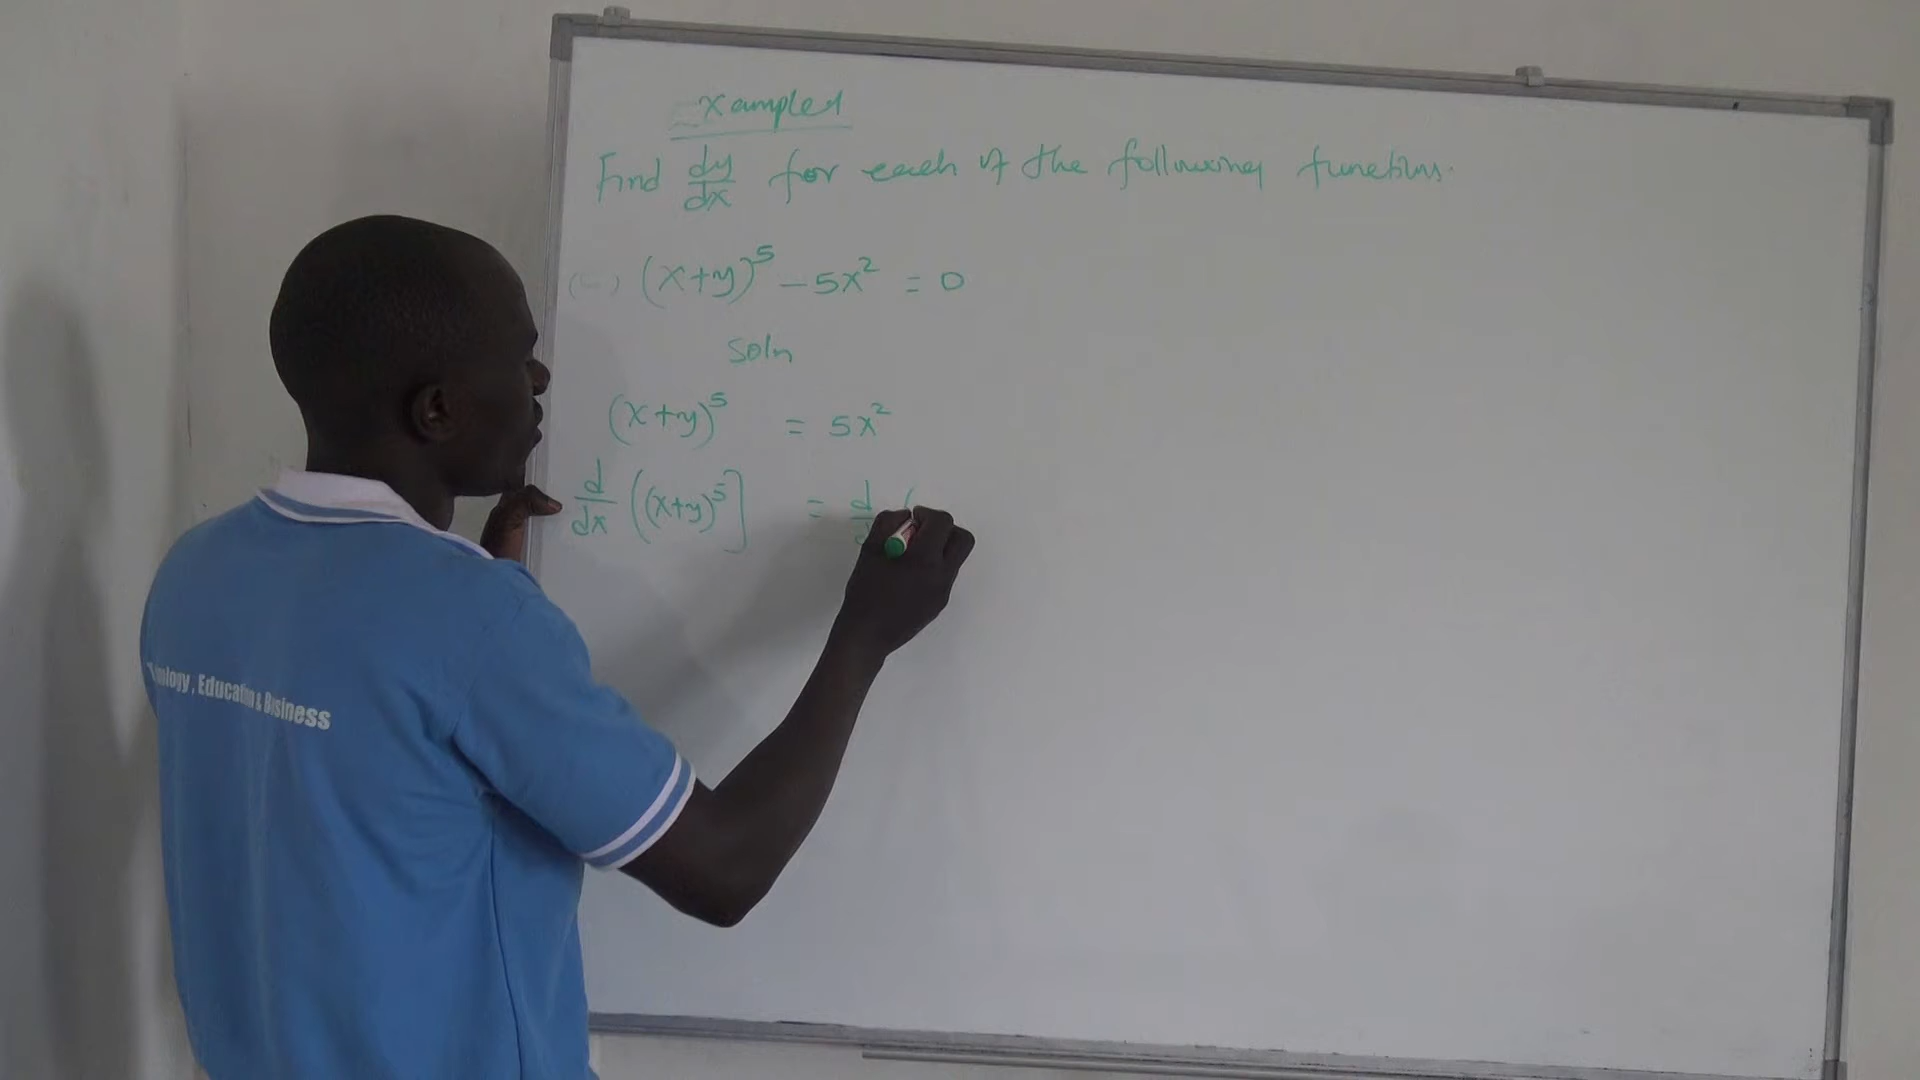 xample 1
Find dy/dx for each of the following functions.
(x+y)^5 - 5x^2 = 0
Soln
(x+y)^5 = 5x^2
d/dx ((x+y)^5] = d/d (
nology, Education & Business